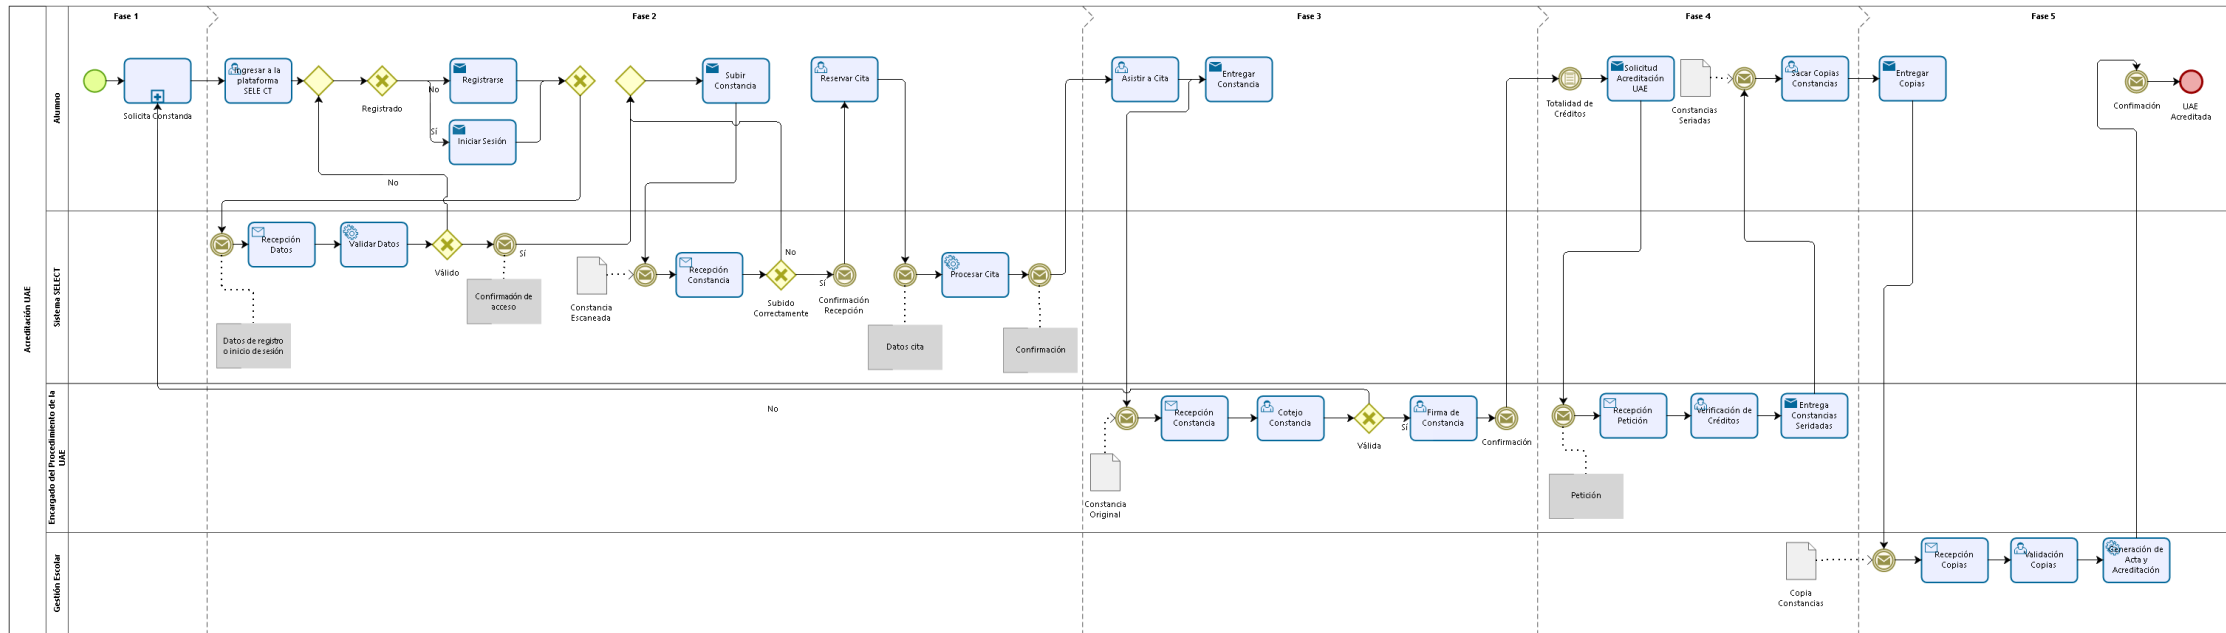 Fase 1
Fase 2
Fase 3
Fase 4
Fase 5
Acreditación UAE
Alumno
Solicita Constanda
Ingresar a la
plataforma
SELE CT
Registrado
No
Sí
Registrarse
Iniciar Sesión
No
Subir
Constancia
Reservar Cita
Asistir a Cita
Entregar
Constancia
Totalidad de
Créditos
Solicitud
Acreditación
UAE
Constancias
Seriadas
Sacar Copias
Constancias
Entregar
Copias
Confirmación
UAE
Acreditada
Sistema SELECT
Recepción
Datos
Validar Datos
Válido
Sí
Datos de registro
o inicio de sesión
Confirmación de
acceso
Constancia
Escaneada
Recepción
Constancia
No
Sí
Subido
Correctamente
Confirmación
Recepción
Datos cita
Procesar Cita
Confirmación
Encargado del Procedimiento de la
UAE
No
Constancia
Original
Recepción
Constancia
Cotejo
Constancia
Válida
Sí
Firma de
Constancia
Confirmación
Petición
Recepción
Petición
Verificación de
Créditos
Entrega
Constancias
Seridadas
Gestión Escolar
Copia
Constancias
Recepción
Copias
Validación
Copias
Generación de
Acta y
Acreditación